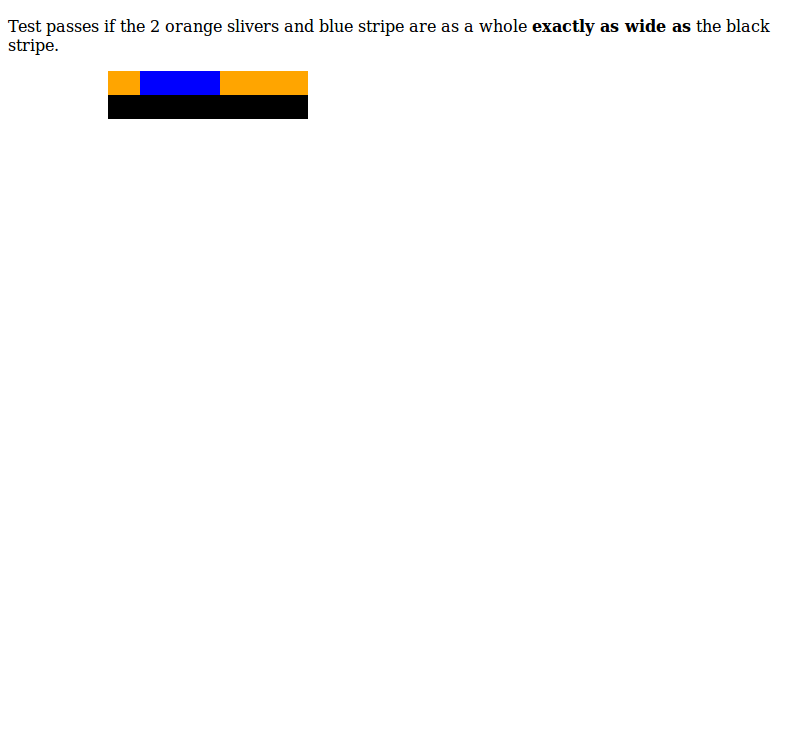 Test passes if the 2 orange slivers and blue stripe are as a whole exactly as wide as the black
stripe.